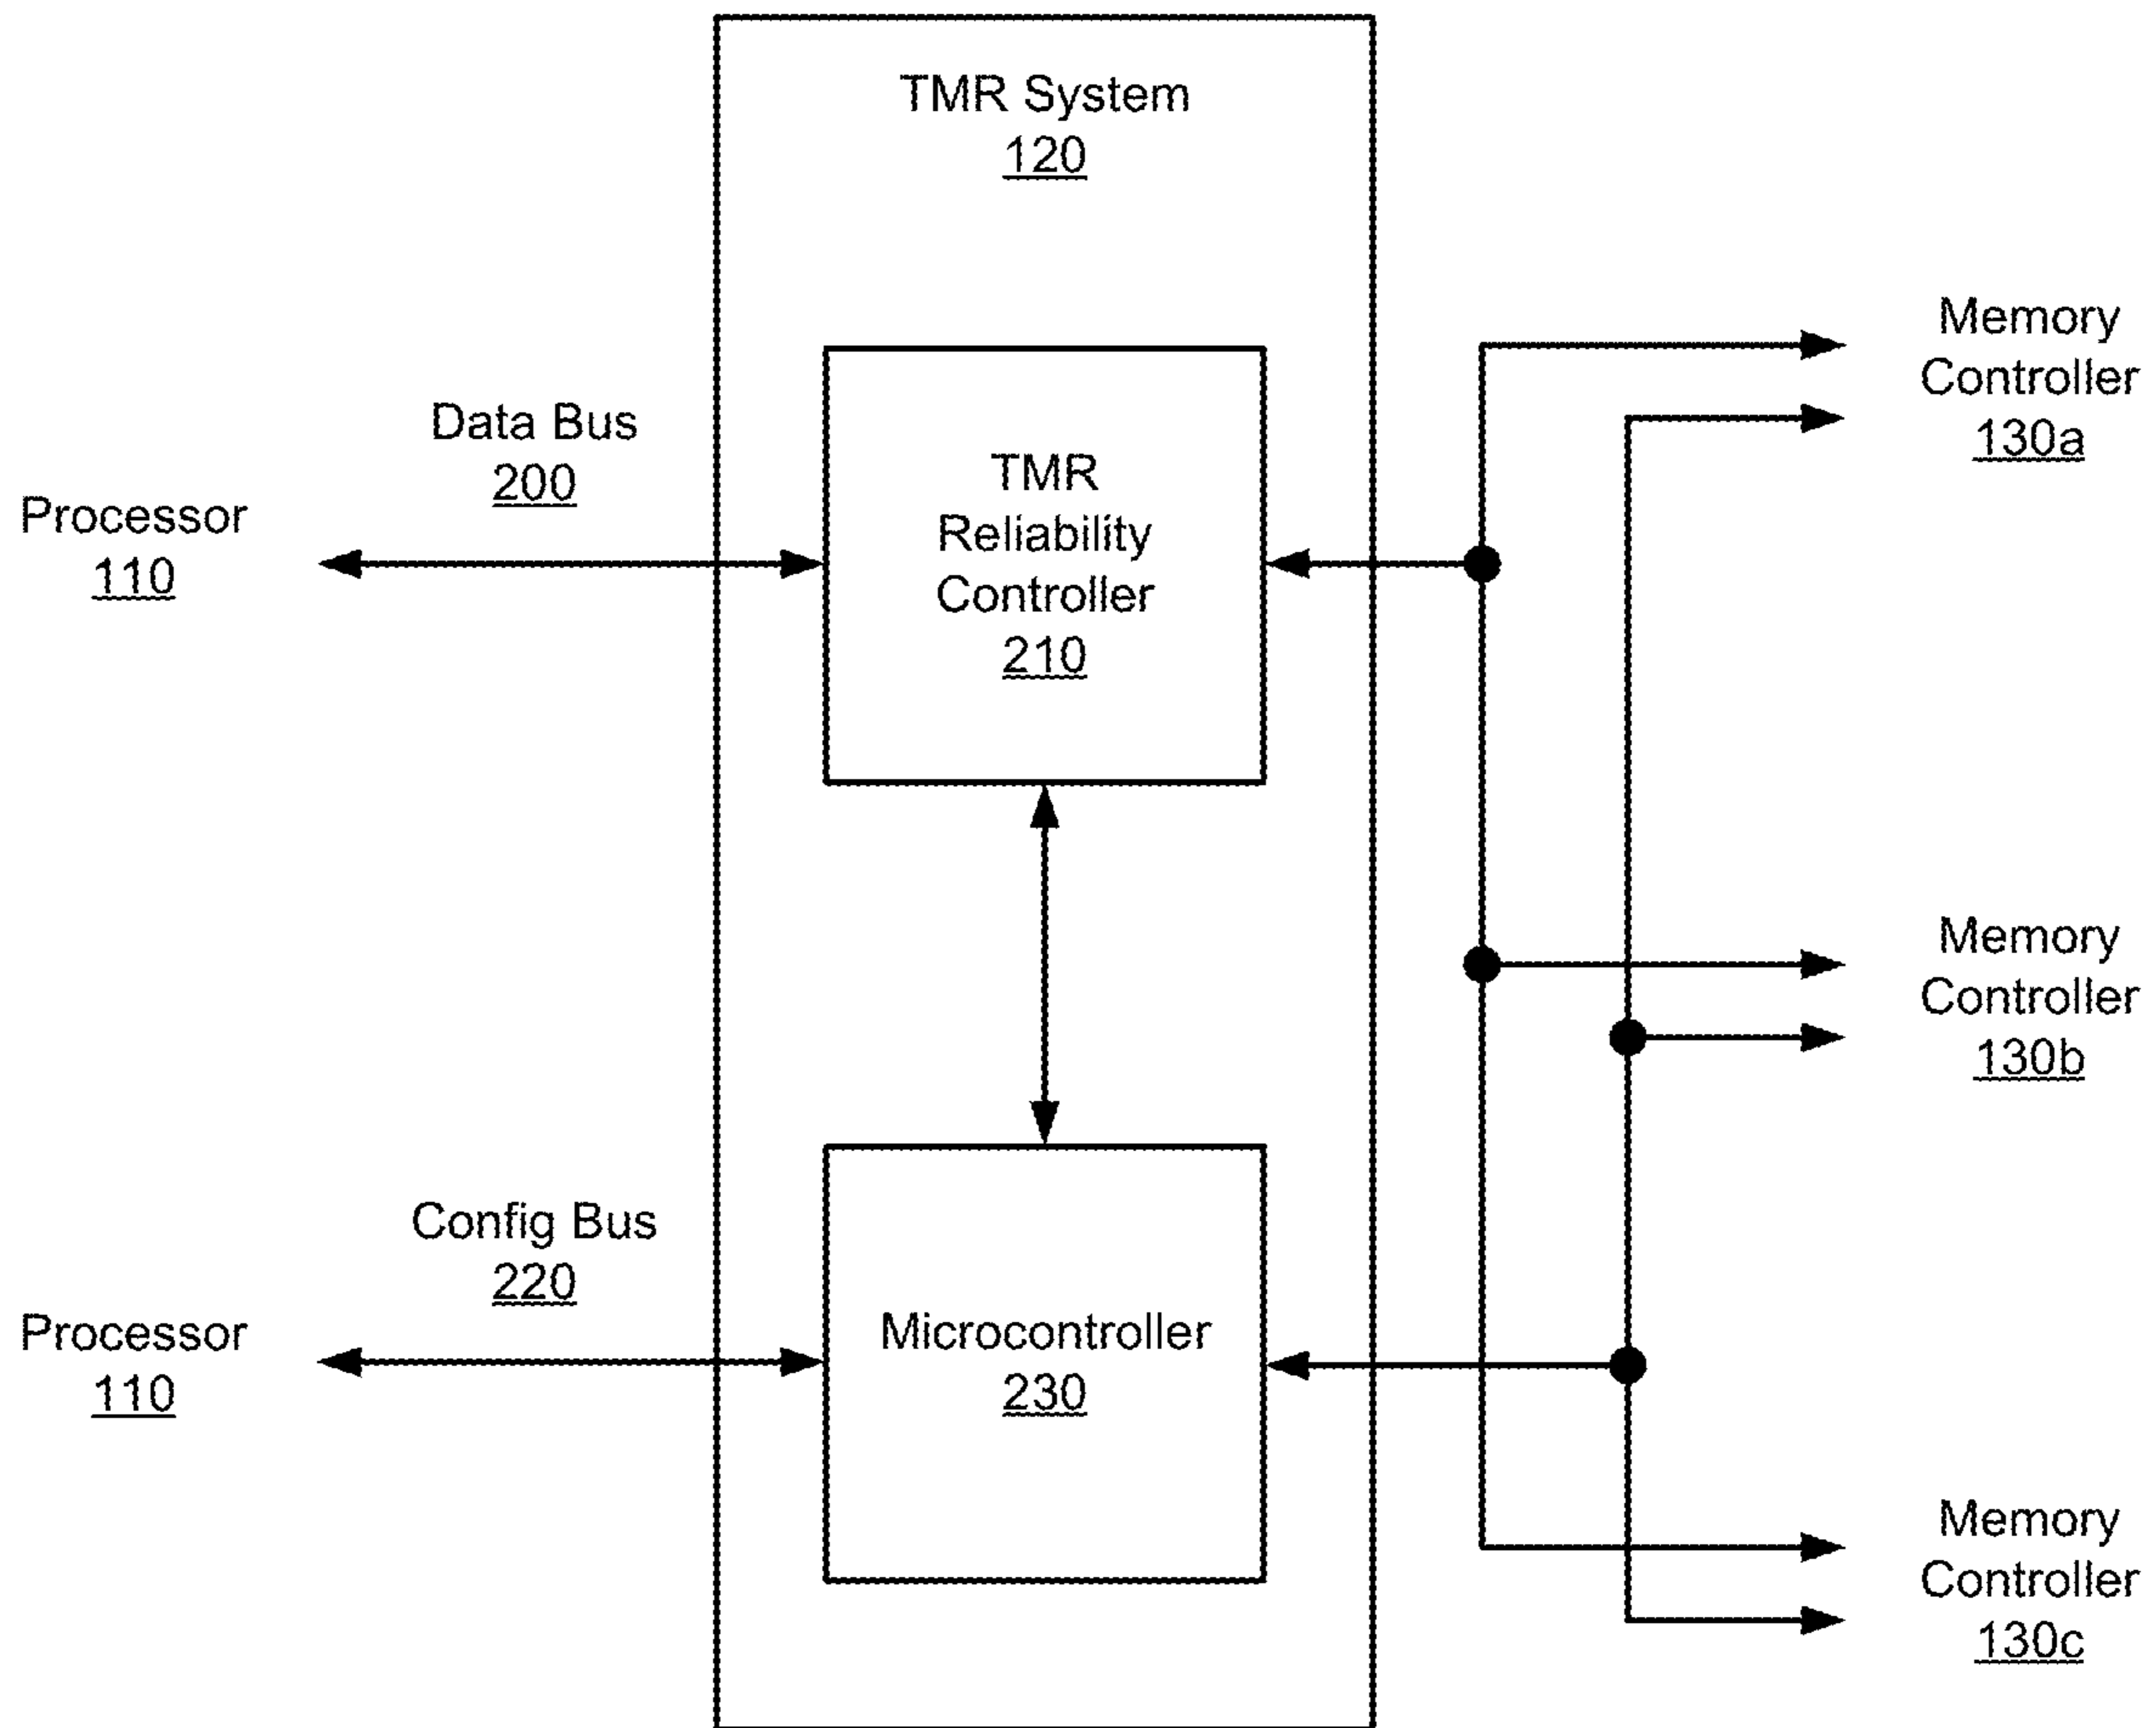 TMR System
120
Memory
Controller
130a
Data Bus
200
TMR
Reliability
Controller
210
Processor
110
Memory
Controller
130b
Config Bus
220
Processor
110
Microcontroller
230
Memory
Controller
130c